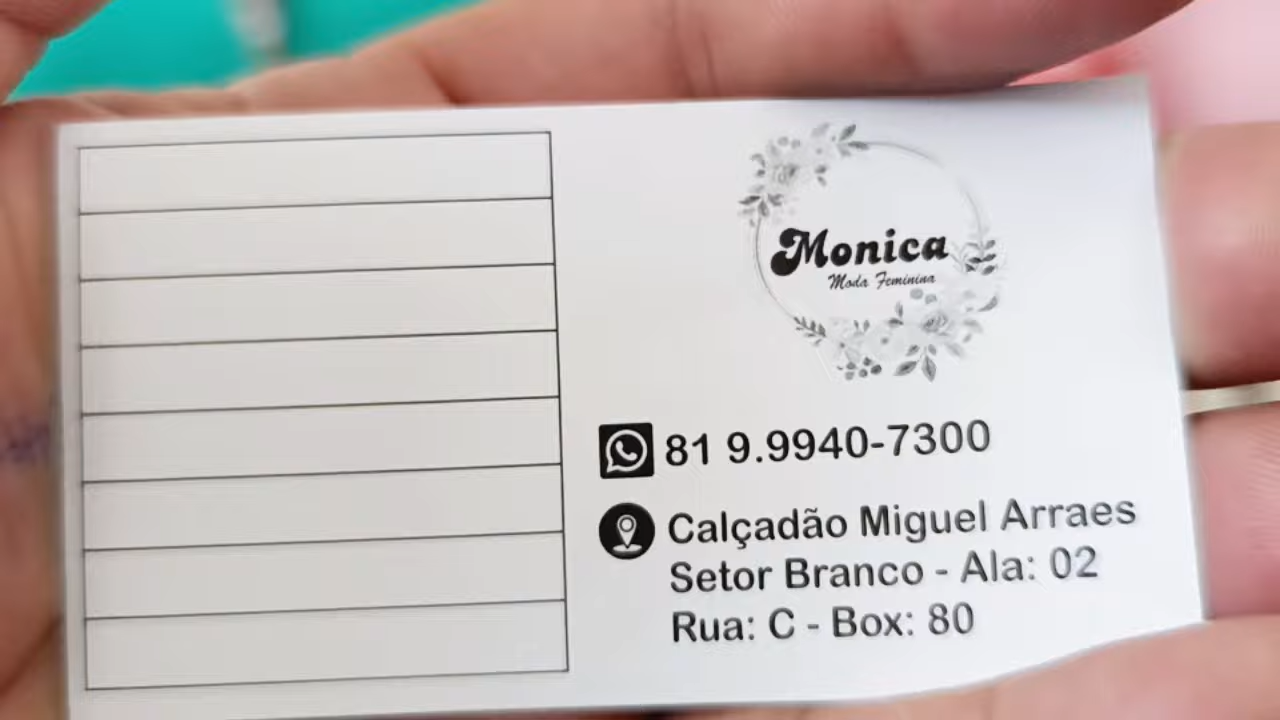 Monica
Moda Feminina
81 9.9940-7300
Calçadão Miguel Arraes
Setor Branco - Ala: 02
Rua: C - Box: 80